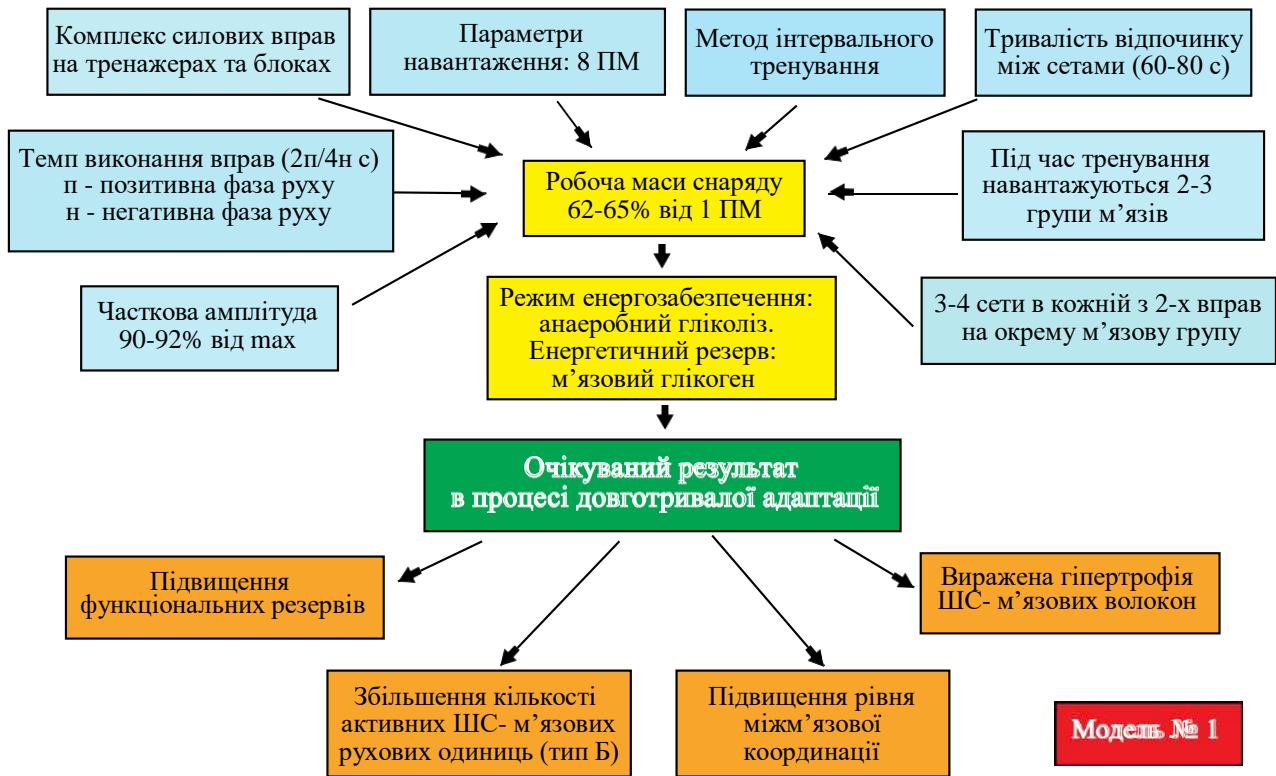 Комплекс силових вправ
на тренажерах та блоках
Параметри
навантаження: 8 ПМ
Метод інтервального
тренування
Тривалість відпочинку
між сетами (60-80 с)
Темп виконання вправ (2п/4н с)
п - позитивна фаза руху
н - негативна фаза руху
Робоча маси снаряду
62-65% від 1 ПМ
Під час тренування
навантажуються 2-3
групи м’язів
Часткова амплітуда
90-92% від max
Режим енергозабезпечення:
анаеробний гліколіз.
Енергетичний резерв:
м’язовий глікоген
3-4 сети в кожній з 2-х вправ
на окрему м’язову групу
Очікуваний результат
в процесі довготривалої адаптації
Підвищення
функціональних резервів
Виражена гіпертрофія
ШС- м’язових волокон
Збільшення кількості
активних ШС- м’язових
рухових одиниць (тип Б)
Підвищення рівня
міжм’язової
координації
Модель № 1